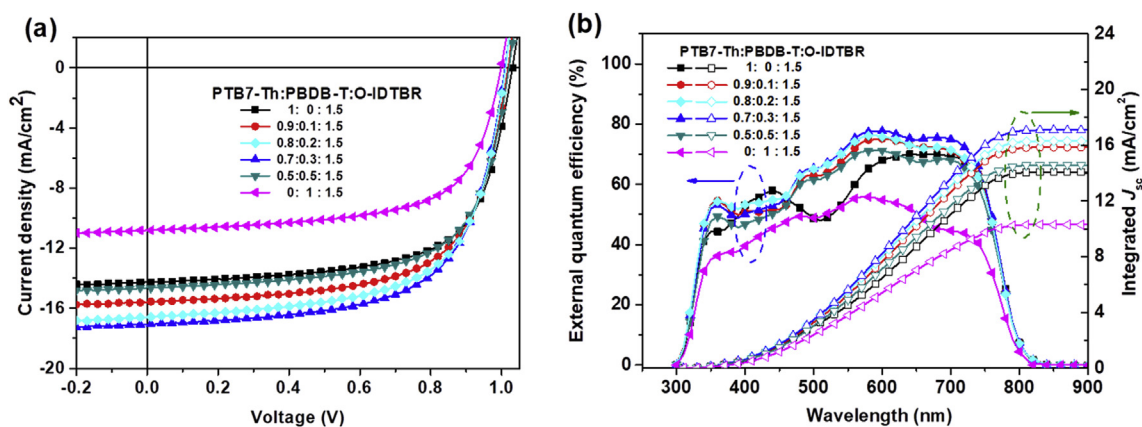 (a)
4
0
-4
-8
-12
-16
-20
Current density (mA/cm²)
PTB7-Th:PBDB-T:O-IDTBR
1: 0 : 1.5
0.9:0.1: 1.5
0.8:0.2: 1.5
0.7:0.3: 1.5
0.5:0.5: 1.5
0: 1 : 1.5
-0.2 0.0 0.2 0.4 0.6 0.8 1.0
Voltage (V)
(b)
100
80
60
40
20
0
External quantum efficiency (%)
PTB7-Th:PBDB-T:O-IDTBR
1: 0 : 1.5
0.9:0.1: 1.5
0.8:0.2: 1.5
0.7:0.3: 1.5
0.5:0.5: 1.5
0: 1 : 1.5
24
20
16
12
8
4
0
Integrated Jsc (mA/cm²)
300 400 500 600 700 800 900
Wavelength (nm)